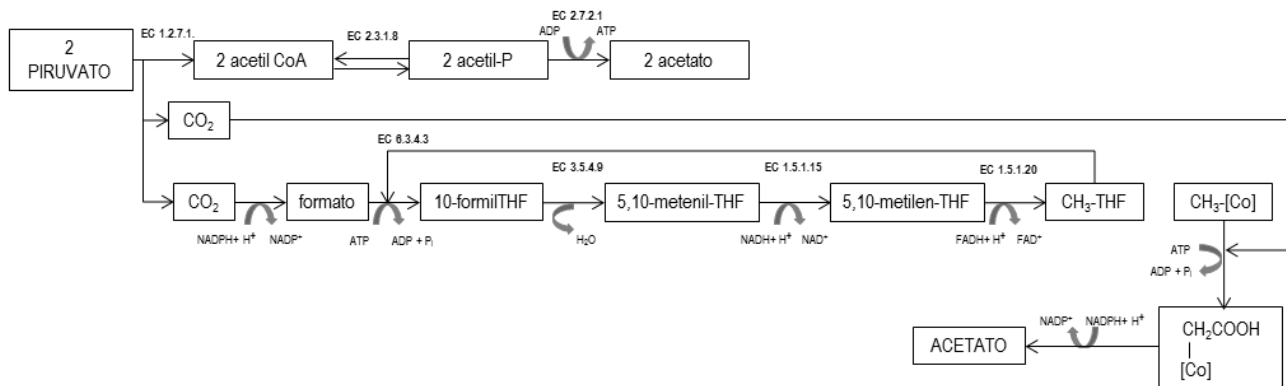 EC 1.2.7.1.
EC 2.3.1.8
EC 2.7.2.1
ADP
ATP
2
PIRUVATO
2 acetil CoA
2 acetil-P
2 acetato
CO₂
EC 6.3.4.3
EC 3.5.4.9
EC 1.5.1.15
EC 1.5.1.20
CO₂
formato
10-formilTHF
5,10-metenil-THF
5,10-metilen-THF
CH₃-THF
CH₃-[Co]
NADPH+ H⁺
NADP⁺
ATP
ADP + Pᵢ
H₂O
NADH+ H⁺
NAD⁺
FADH+ H⁺
FAD⁺
ATP
ADP + Pᵢ
NADP⁺
NADPH+ H⁺
ACETATO
CH₂COOH
[Co]